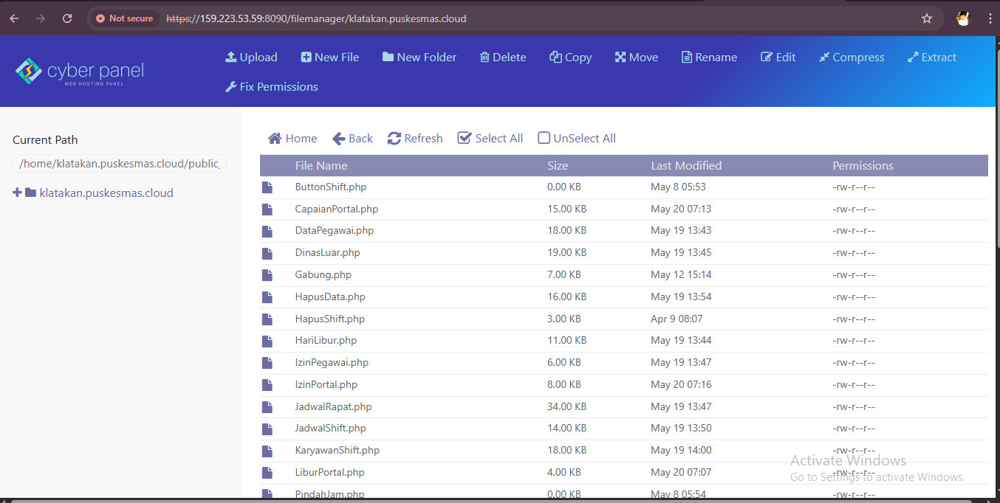 Not secure https://159.223.53.59:8090/filemanager/klatakan.puskesmas.cloud
cyber panel
WEB HOSTING PANEL
Upload New File New Folder Delete Copy Move Rename Edit Compress Extract
Fix Permissions
Current Path
/home/klatakan.puskesmas.cloud/public_
klatakan.puskesmas.cloud
Home Back Refresh Select All UnSelect All
File Name Size Last Modified Permissions
ButtonShift.php 0.00 KB May 8 05:53 -rw-r--r--
CapaianPortal.php 15.00 KB May 20 07:13 -rw-r--r--
DataPegawai.php 18.00 KB May 19 13:43 -rw-r--r--
DinasLuar.php 19.00 KB May 19 13:45 -rw-r--r--
Gabung.php 7.00 KB May 12 15:14 -rw-r--r--
HapusData.php 16.00 KB May 19 13:54 -rw-r--r--
HapusShift.php 3.00 KB Apr 9 08:07 -rw-r--r--
HariLibur.php 11.00 KB May 19 13:44 -rw-r--r--
IzinPegawai.php 6.00 KB May 19 13:47 -rw-r--r--
IzinPortal.php 8.00 KB May 20 07:16 -rw-r--r--
JadwalRapat.php 34.00 KB May 19 13:47 -rw-r--r--
JadwalShift.php 14.00 KB May 19 13:50 -rw-r--r--
KaryawanShift.php 18.00 KB May 19 14:00 -rw-r--r--
LiburPortal.php 4.00 KB May 20 07:07 -rw-r--r--
PindahJam.php 0.00 KB May 8 05:54 -rw-r--r--
Activate Windows
Go to Settings to activate Windows.